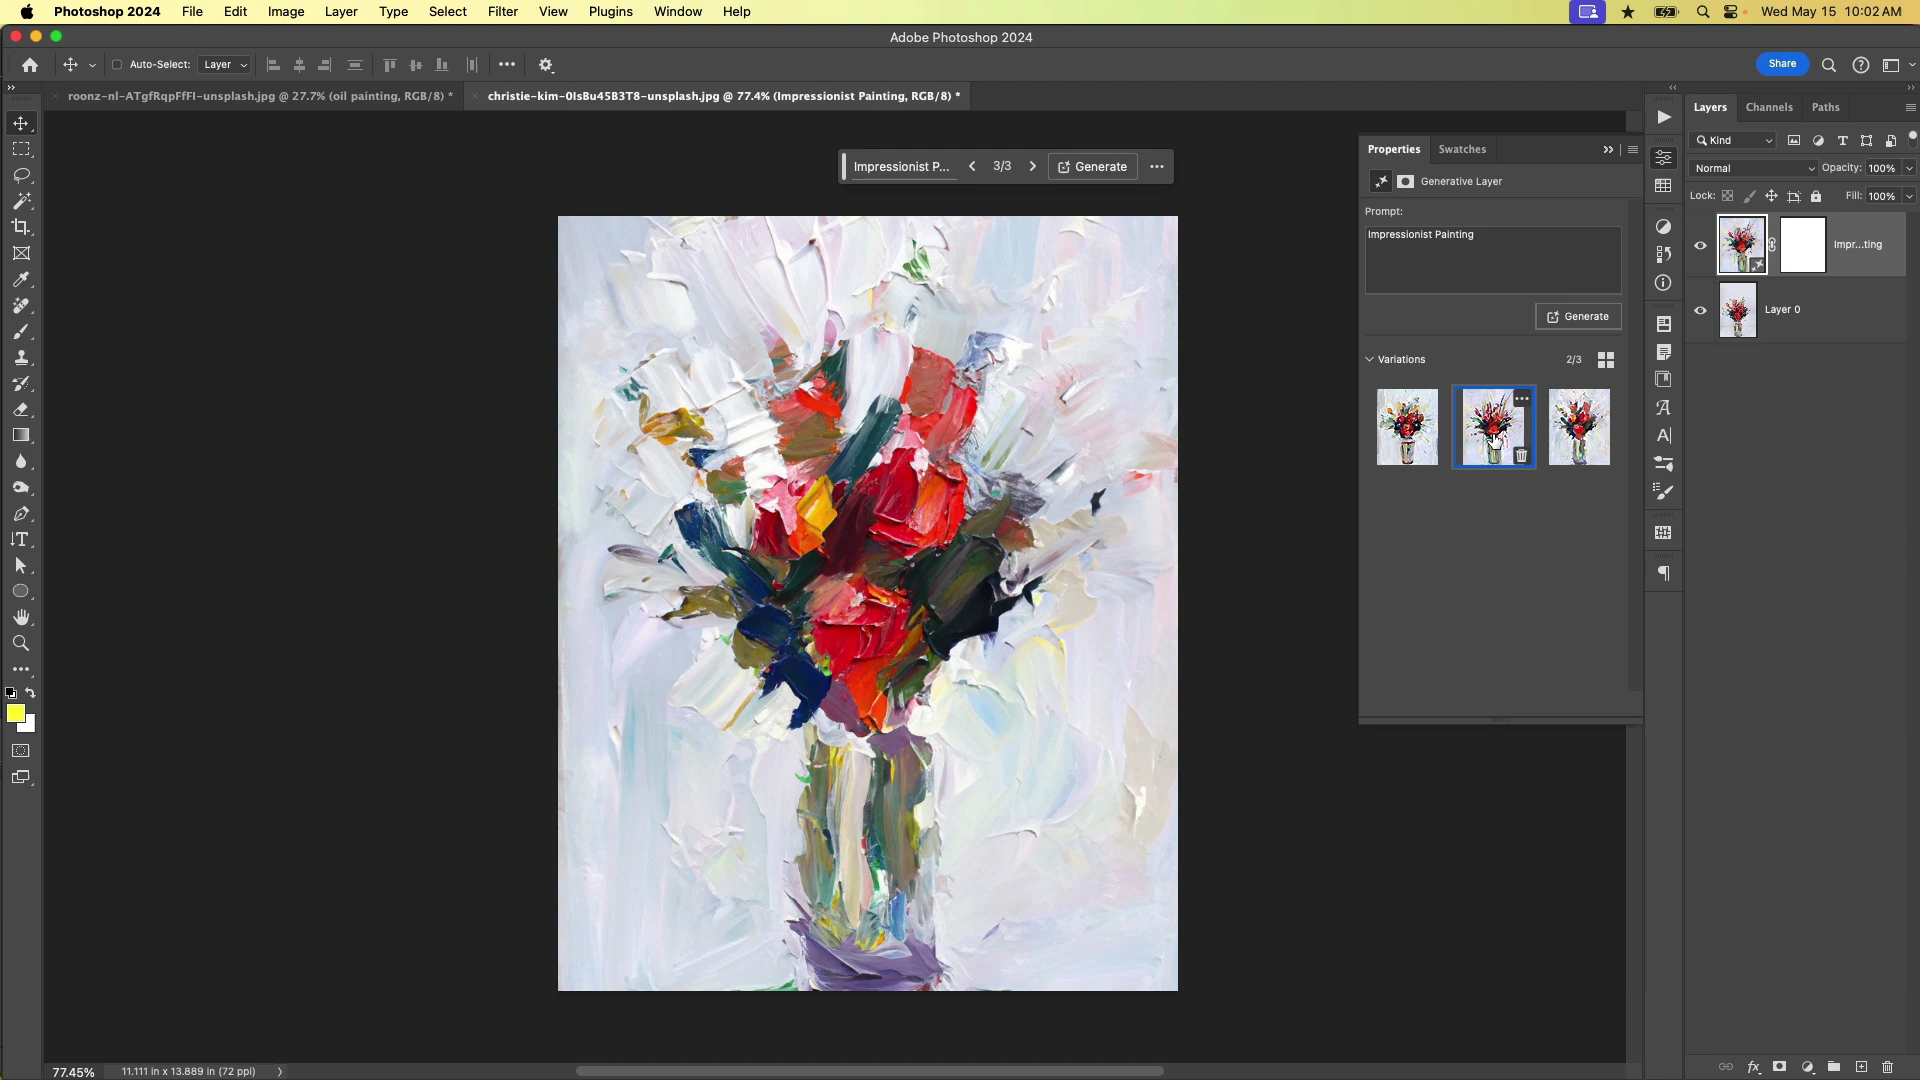 Photoshop 2024 File Edit Image Layer Type Select Filter View Plugins Window Help Wed May 15 10:02 AM
Adobe Photoshop 2024
Auto-Select: Layer Share
roonz-nl-ATgfRqpFfFI-unsplash.jpg @ 27.7% (oil painting, RGB/8) * christie-kim-0IsBu45B3T8-unsplash.jpg @ 77.4% (Impressionist Painting, RGB/8) *
Layers Channels Paths
Kind
Normal Opacity: 100%
Lock: Fill: 100%
Impr...ting
Layer 0
Impressionist P... 3/3 Generate
Properties Swatches
Generative Layer
Prompt:
Impressionist Painting
Generate
Variations 2/3
77.45% 11.111 in x 13.889 in (72 ppi)